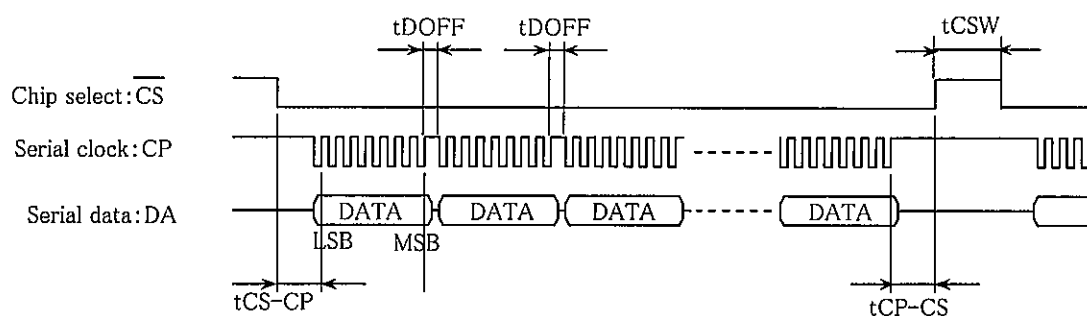 tDOFF tDOFF tCSW
Chip select:CS
Serial clock:CP
Serial data:DA DATA DATA DATA DATA
LSB MSB
tCS-CP tCP-CS